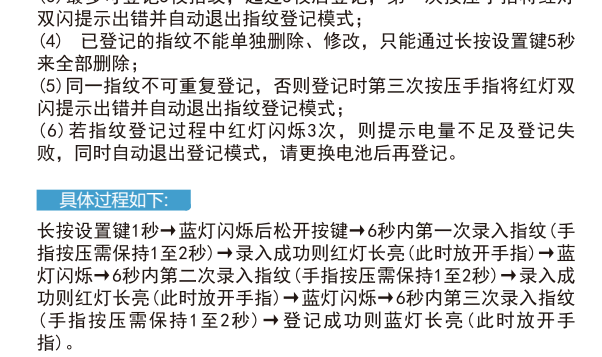 双闪提示出错并自动退出指纹登记模式；
(4) 已登记的指纹不能单独删除、修改，只能通过长按设置键5秒
来全部删除；
(5)同一指纹不可重复登记，否则登记时第三次按压手指将红灯双
闪提示出错并自动退出指纹登记模式；
(6)若指纹登记过程中红灯闪烁3次，则提示电量不足及登记失
败，同时自动退出登记模式，请更换电池后再登记。
具体过程如下:
长按设置键1秒→蓝灯闪烁后松开按键→6秒内第一次录入指纹(手
指按压需保持1至2秒)→录入成功则红灯长亮(此时放开手指)→蓝
灯闪烁→6秒内第二次录入指纹(手指按压需保持1至2秒)→录入成
功则红灯长亮(此时放开手指)→蓝灯闪烁→6秒内第三次录入指纹
(手指按压需保持1至2秒)→登记成功则蓝灯长亮(此时放开手
指)。